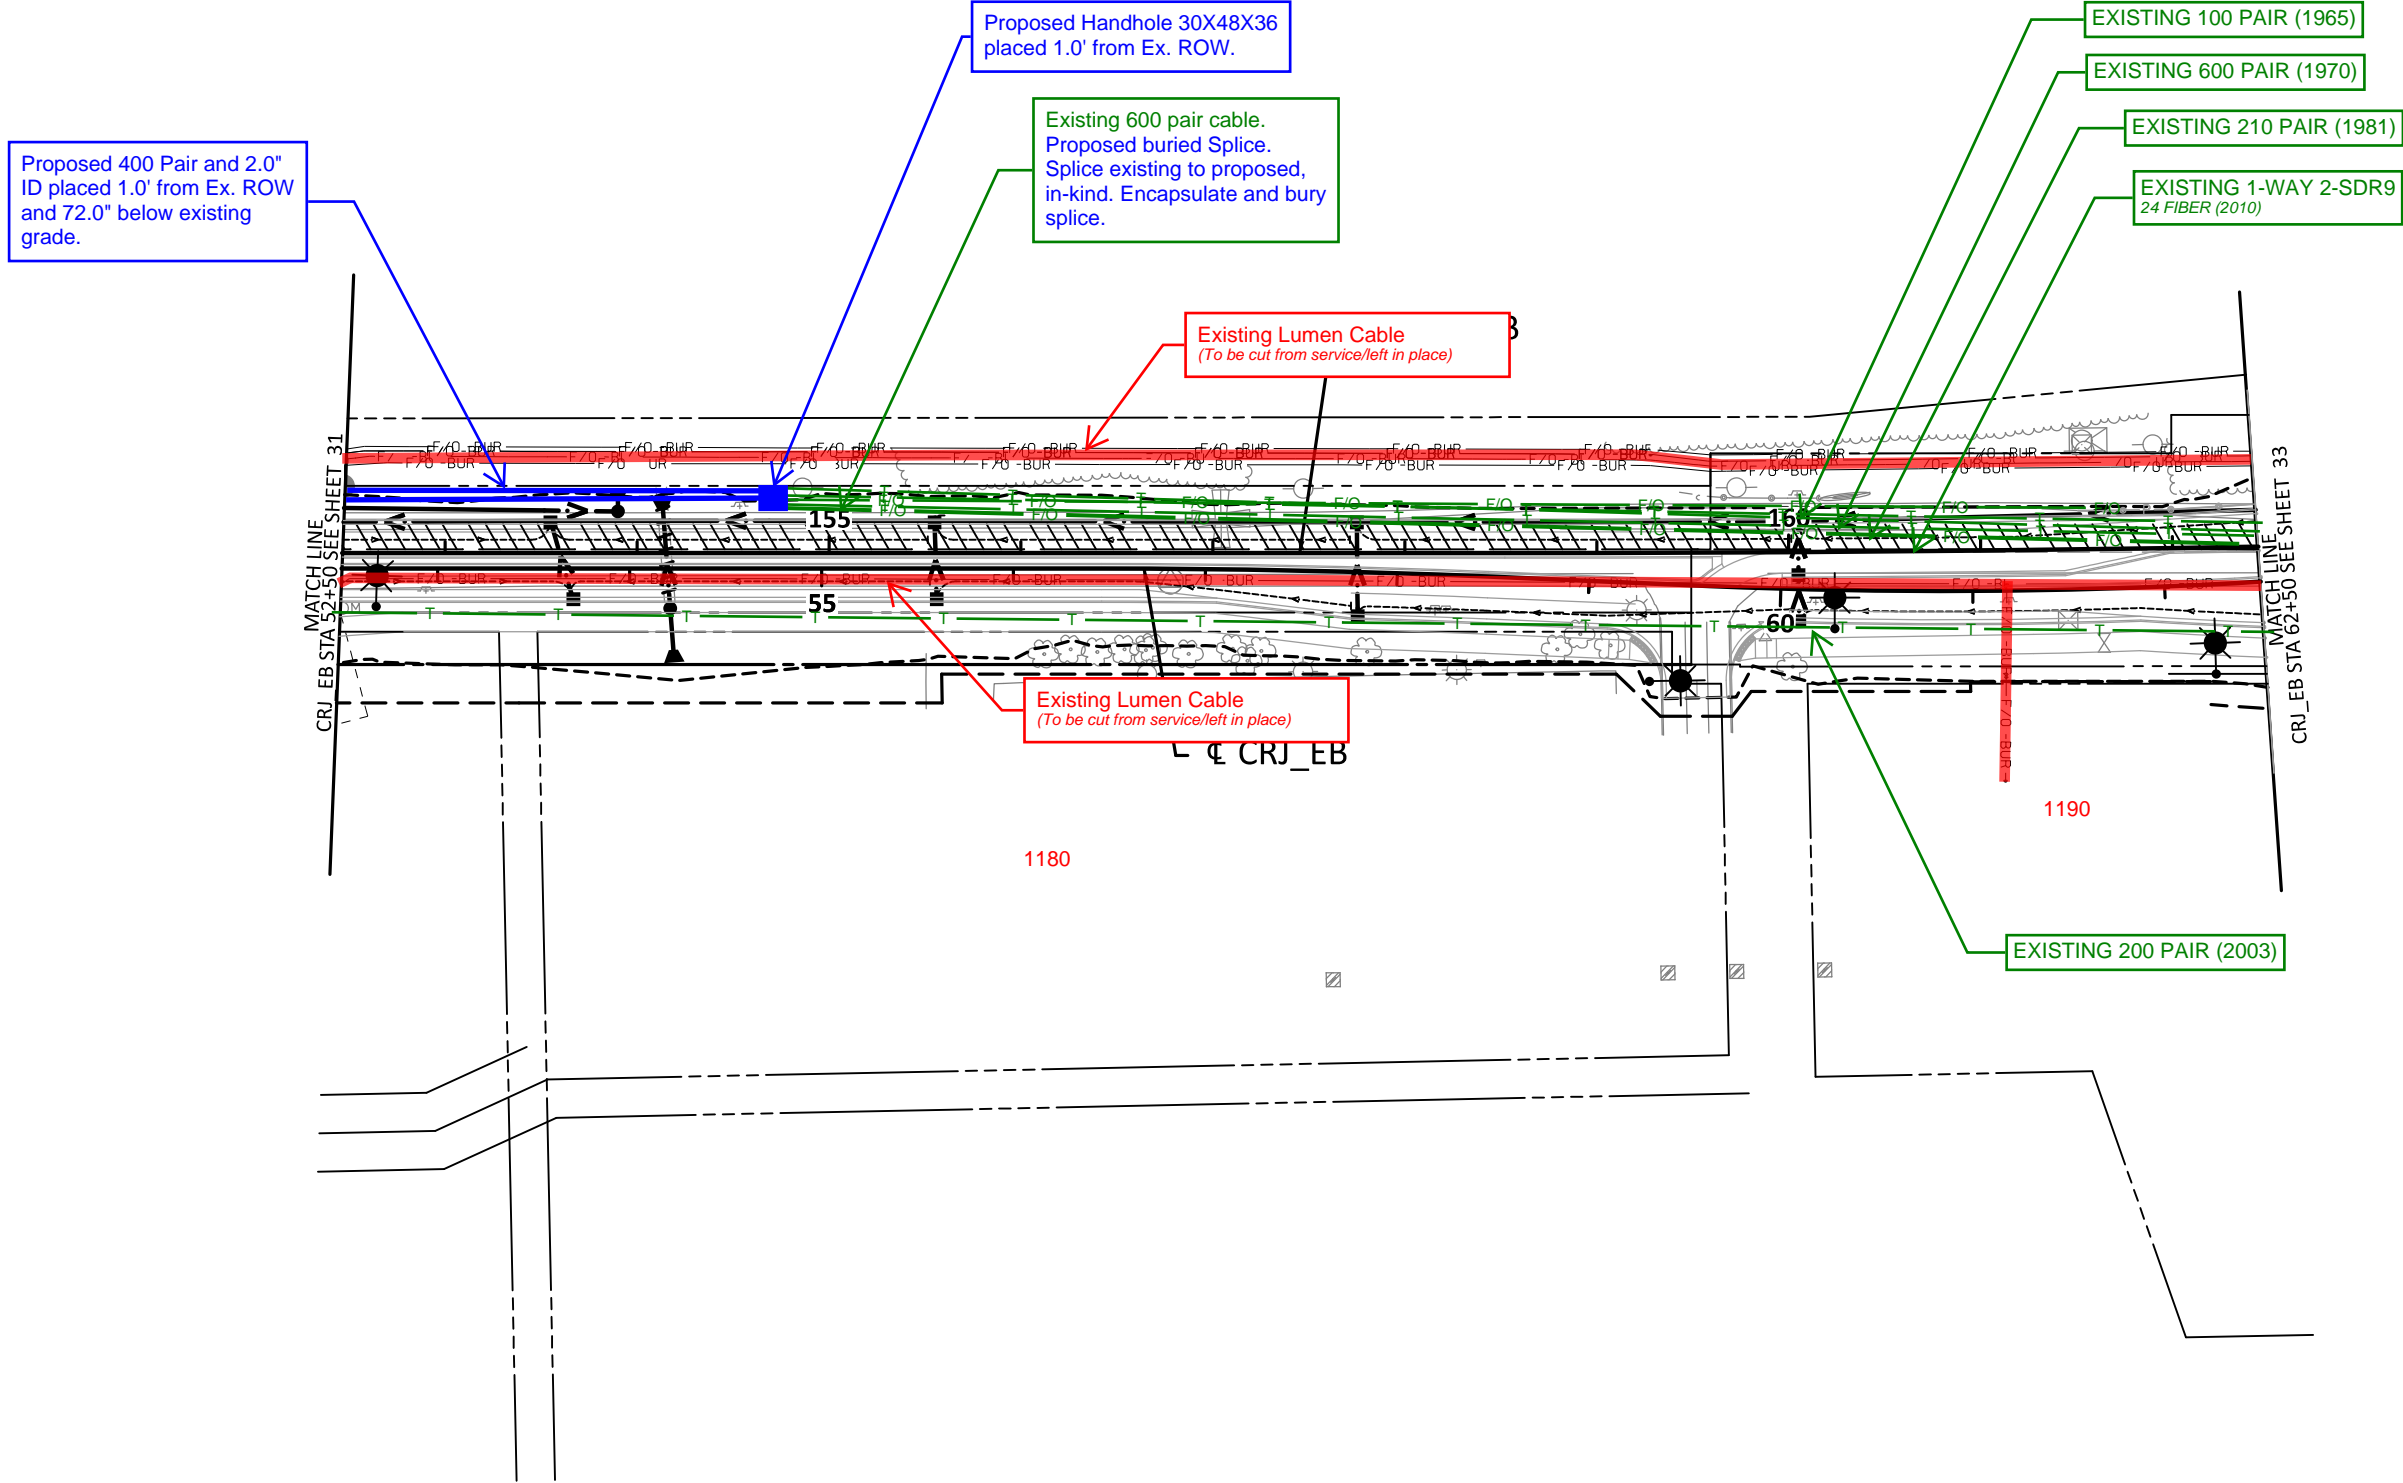 Proposed Handhole 30X48X36
placed 1.0' from Ex. ROW.
EXISTING 100 PAIR (1965)
EXISTING 600 PAIR (1970)
EXISTING 210 PAIR (1981)
EXISTING 1-WAY 2-SDR9
24 FIBER (2010)
Existing 600 pair cable.
Proposed buried Splice.
Splice existing to proposed,
in-kind. Encapsulate and bury
splice.
Proposed 400 Pair and 2.0"
ID placed 1.0' from Ex. ROW
and 72.0" below existing
grade.
Existing Lumen Cable
(To be cut from service/left in place)
MATCH LINE
CRJ_EB STA 52+50 SEE SHEET 31
F/O -BUR
F/O
T
155
160
55
60
MATCH LINE
CRJ_EB STA 62+50 SEE SHEET 33
Existing Lumen Cable
(To be cut from service/left in place)
℄ CRJ_EB
1180
1190
EXISTING 200 PAIR (2003)